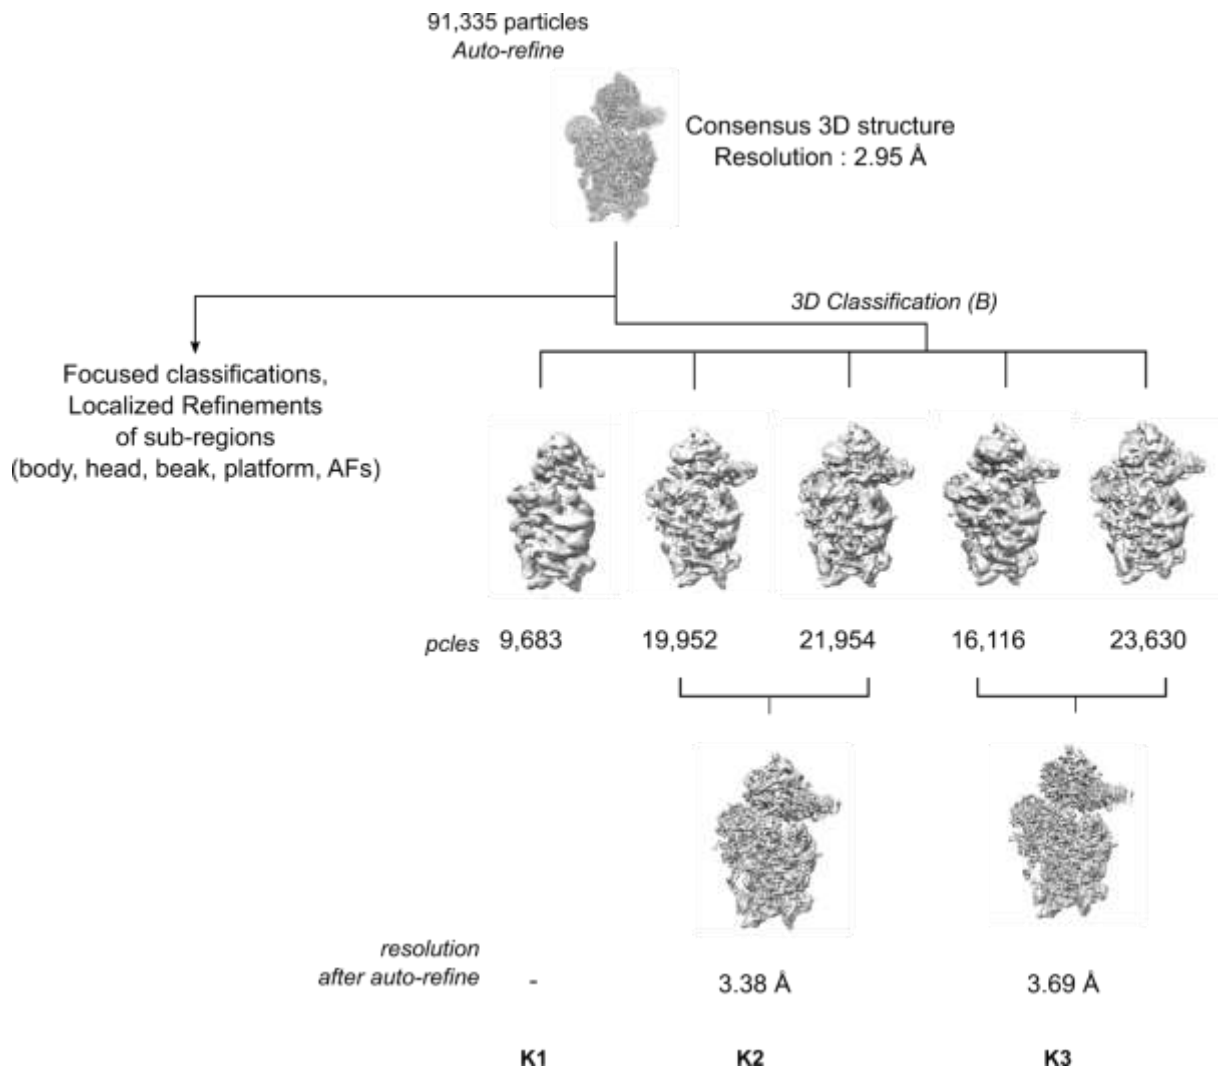 91,335 particles
Auto-refine
Consensus 3D structure
Resolution : 2.95 Å
3D Classification (B)
Focused classifications,
Localized Refinements
of sub-regions
(body, head, beak, platform, AFs)
pcles 9,683 19,952 21,954 16,116 23,630
resolution
after auto-refine - 3.38 Å 3.69 Å
K1 K2 K3